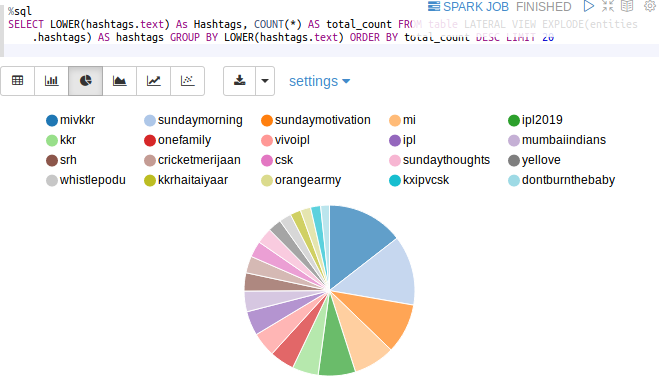 %sql
SPARK JOB FINISHED
SELECT LOWER(hashtags.text) As Hashtags, COUNT(*) AS total_count FROM table LATERAL VIEW EXPLODE(entities
.hashtags) AS hashtags GROUP BY LOWER(hashtags.text) ORDER BY total_count DESC LIMIT 20
settings
mivkkr sundaymorning sundaymotivation mi ipl2019
kkr onefamily vivoipl ipl mumbaiindians
srh cricketmerijaan csk sundaythoughts yellove
whistlepodu kkrhaitaiyaar orangearmy kxipvcsk dontburnthebaby